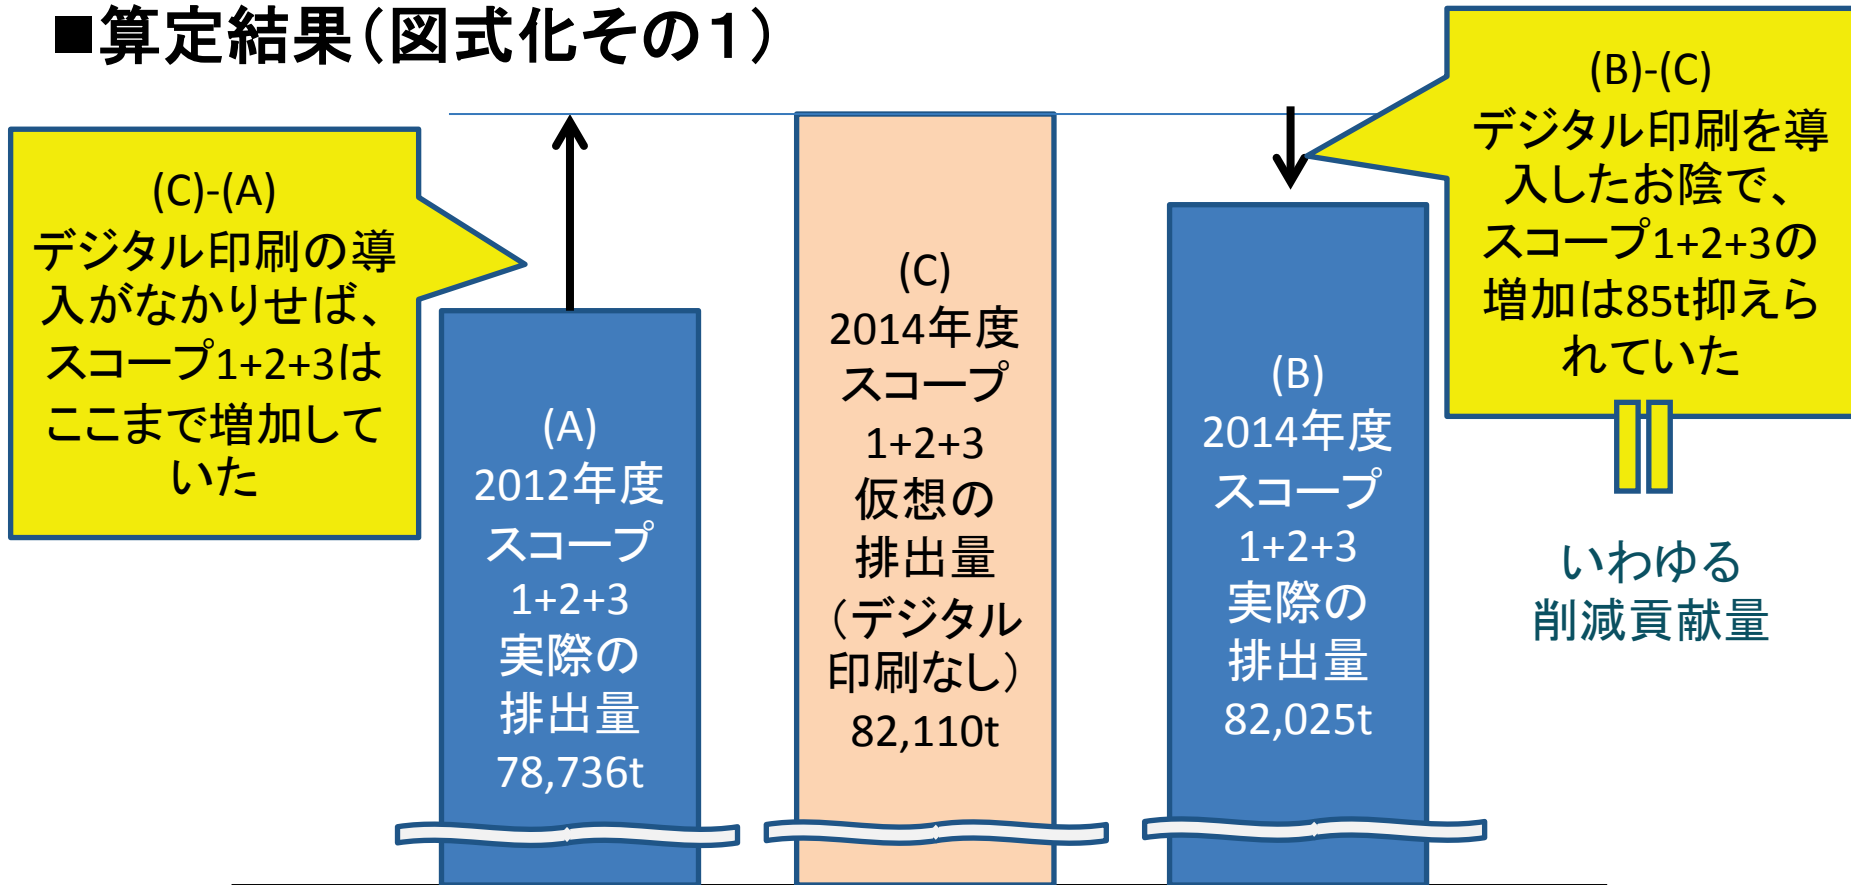 ■算定結果（図式化その１）
(C)-(A)
デジタル印刷の導
入がなかりせば、
スコープ1+2+3は
ここまで増加して
いた
(A)
2012年度
スコープ
1+2+3
実際の
排出量
78,736t
(C)
2014年度
スコープ
1+2+3
仮想の
排出量
（デジタル
印刷なし）
82,110t
(B)
2014年度
スコープ
1+2+3
実際の
排出量
82,025t
(B)-(C)
デジタル印刷を導
入したお陰で、
スコープ1+2+3の
増加は85t抑えら
れていた
いわゆる
削減貢献量